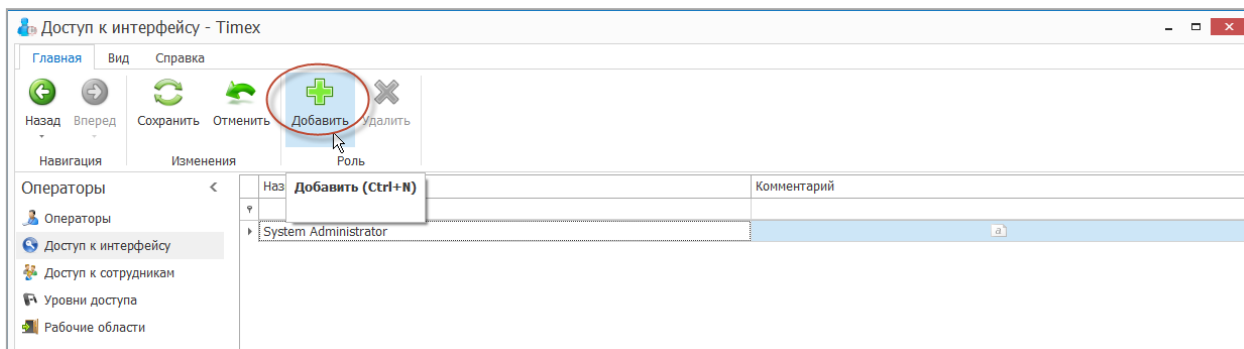 Доступ к интерфейсу - Timex
Главная Вид Справка
Назад Вперед Сохранить Отменить Добавить Удалить
Навигация Изменения Роль
Операторы
Наз Комментарий
Добавить (Ctrl+N)
Операторы
System Administrator
Доступ к интерфейсу
Доступ к сотрудникам
Уровни доступа
Рабочие области